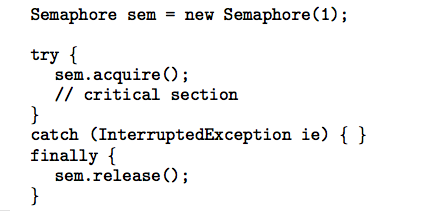 Semaphore sem = new Semaphore(1);

try {
   sem.acquire();
   // critical section
}
catch (InterruptedException ie) { }
finally {
   sem.release();
}